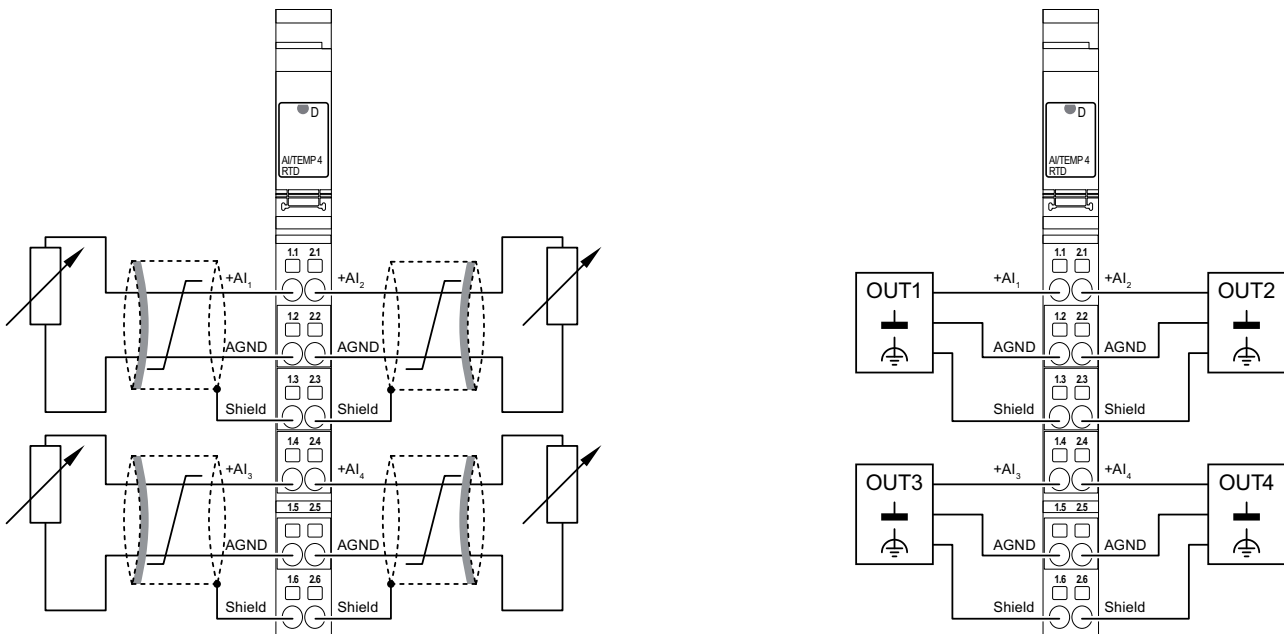 D
AI/TEMP 4
RTD
1.1 2.1
+AI₁ +AI₂
1.2 2.2
AGND AGND
1.3 2.3
Shield Shield
1.4 2.4
+AI₃ +AI₄
1.5 2.5
AGND AGND
1.6 2.6
Shield Shield
D
AI/TEMP 4
RTD
1.1 2.1
OUT1 +AI₁ +AI₂ OUT2
1.2 2.2
AGND AGND
1.3 2.3
Shield Shield
1.4 2.4
OUT3 +AI₃ +AI₄ OUT4
1.5 2.5
AGND AGND
1.6 2.6
Shield Shield